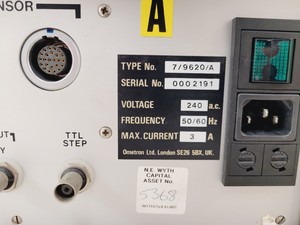 SENSOR
A
TYPE No. 7/9620/A
SERIAL No. 0002191
VOLTAGE 240 a.c.
FREQUENCY 50/60 Hz
MAX. CURRENT 3 A
Ometron Ltd, London SE26 5BX, UK.
TTL
STEP
N.E. WYTH
CAPITAL
ASSET No.
5368